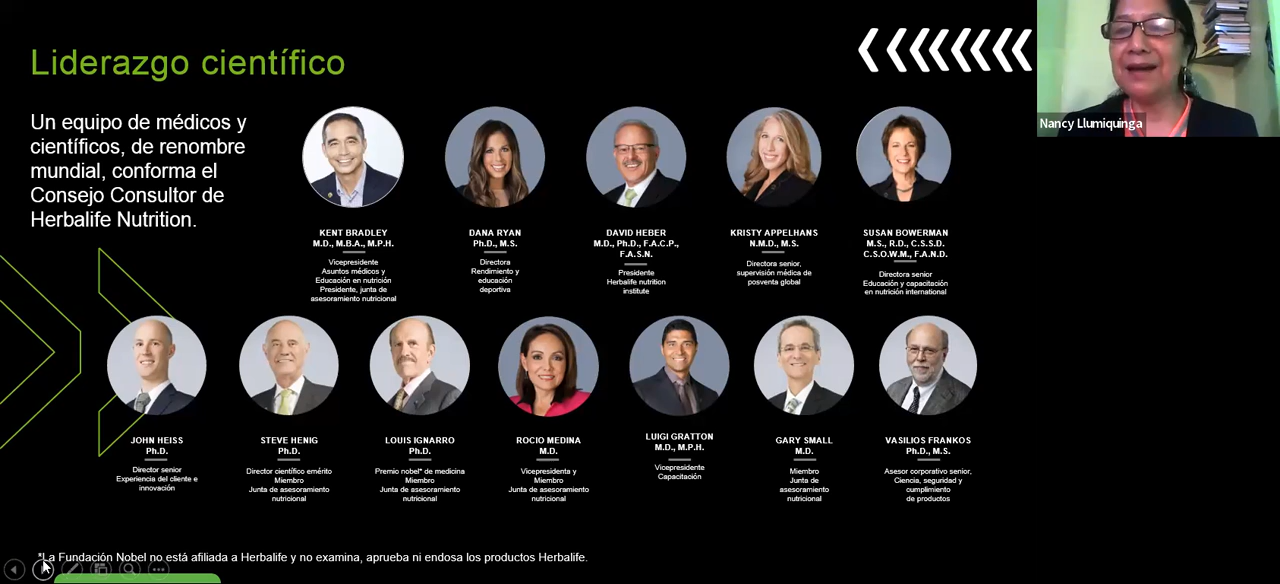 Liderazgo científico
Nancy Llumiquinga
Un equipo de médicos y
científicos, de renombre
mundial, conforma el
Consejo Consultor de
Herbalife Nutrition.
KENT BRADLEY
M.D., M.B.A., M.P.H.
Vicepresidente
Asuntos médicos y
Educación en nutrición
Presidente, junta de
asesoramiento nutricional
DANA RYAN
Ph.D., M.S.
Directora
Rendimiento y
educación
deportiva
DAVID HEBER
M.D., Ph.D., F.A.C.P.,
F.A.S.N.
Presidente
Herbalife nutrition
institute
KRISTY APPELHANS
N.M.D., M.S.
Directora senior,
supervisión médica de
posventa global
SUSAN BOWERMAN
M.S., R.D., C.S.S.D.
C.S.O.W.M., F.A.N.D.
Directora senior
Educación y capacitación
en nutrición international
JOHN HEISS
Ph.D.
Director senior
Experiencia del cliente e
innovación
STEVE HENIG
Ph.D.
Director científico emérito
Miembro
Junta de asesoramiento
nutricional
LOUIS IGNARRO
Ph.D.
Premio nobel* de medicina
Miembro
Junta de asesoramiento
nutricional
ROCIO MEDINA
M.D.
Vicepresidenta y
Miembro
Junta de asesoramiento
nutricional
LUIGI GRATTON
M.D., M.P.H.
Vicepresidente
Capacitación
GARY SMALL
M.D.
Miembro
Junta de
asesoramiento
nutricional
VASILIOS FRANKOS
Ph.D., M.S.
Asesor corporativo senior,
Ciencia, seguridad y
cumplimiento
de productos
*La Fundación Nobel no está afiliada a Herbalife y no examina, aprueba ni endosa los productos Herbalife.